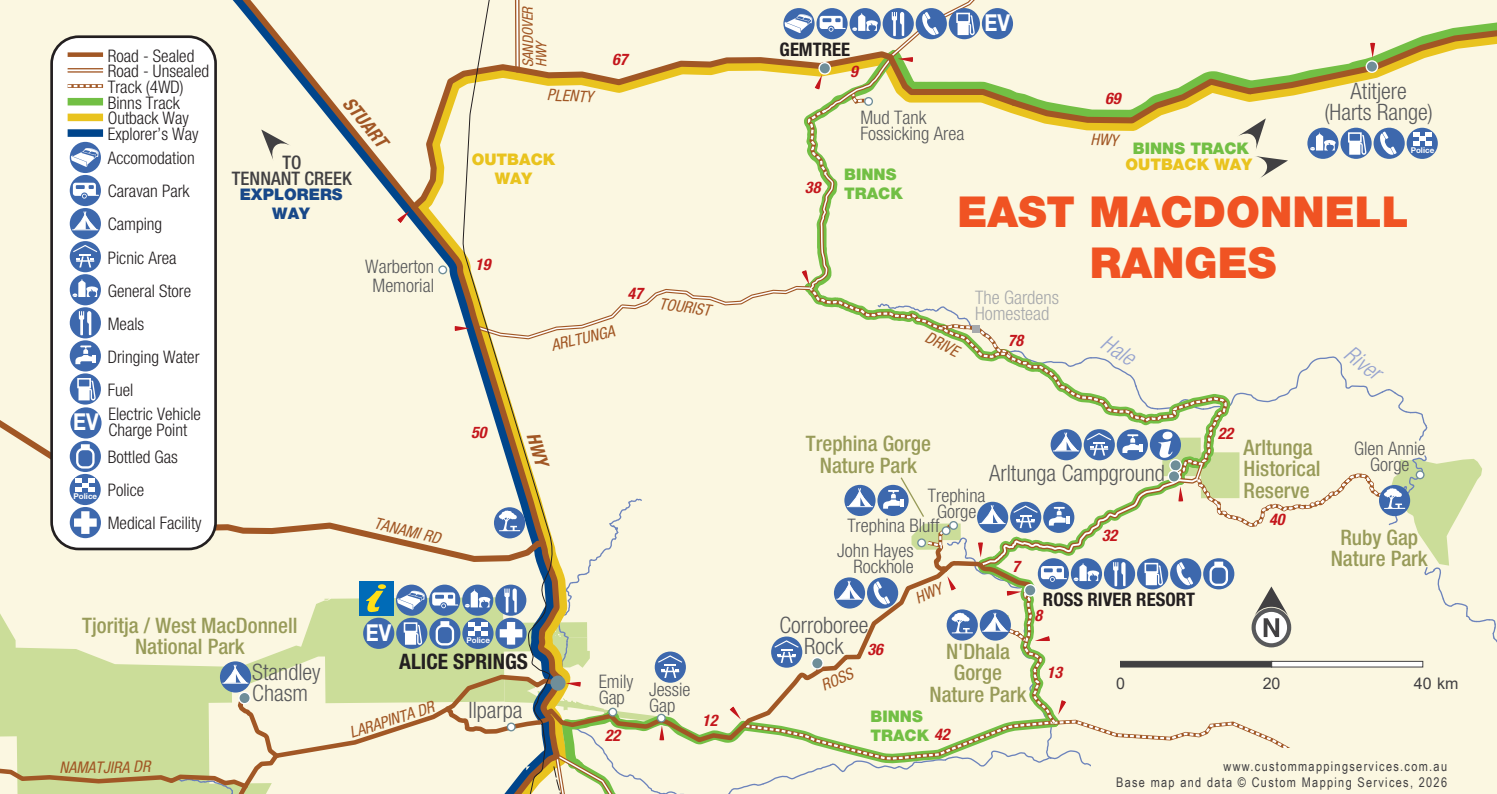 Road - Sealed
Road - Unsealed
Track (4WD)
Binns Track
Outback Way
Explorer's Way
Accomodation
Caravan Park
Camping
Picnic Area
General Store
Meals
Dringing Water
Fuel
EV
Electric Vehicle
Charge Point
Bottled Gas
Police
Police
Medical Facility
STUART
SANDOVER
HWY
67
PLENTY
EV
GEMTREE
9
Mud Tank
Fossicking Area
69
HWY
Atitjere
(Harts Range)
Police
BINNS TRACK
OUTBACK WAY
TO
TENNANT CREEK
EXPLORERS
WAY
OUTBACK
WAY
BINNS
TRACK
38
EAST MACDONNELL
RANGES
Warberton
Memorial
19
47
ARLTUNGA
TOURIST
DRIVE
The Gardens
Homestead
78
Hale
River
50
HWY
22
Trephina Gorge
Nature Park
Arltunga Campground
i
Arltunga
Historical
Reserve
Glen Annie
Gorge
40
Ruby Gap
Nature Park
Trephina
Gorge
Trephina Bluff
John Hayes
Rockhole
32
TANAMI RD
7
HWY
ROSS RIVER RESORT
8
i
EV
Police
ALICE SPRINGS
Tjoritja / West MacDonnell
National Park
Standley
Chasm
Corroboree
Rock
36
ROSS
N'Dhala
Gorge
Nature Park
13
N
0
20
40 km
Emily
Gap
Jessie
Gap
Ilparpa
LARAPINTA DR
22
12
BINNS
TRACK
42
NAMATJIRA DR
www.custommappingservices.com.au
Base map and data © Custom Mapping Services, 2026